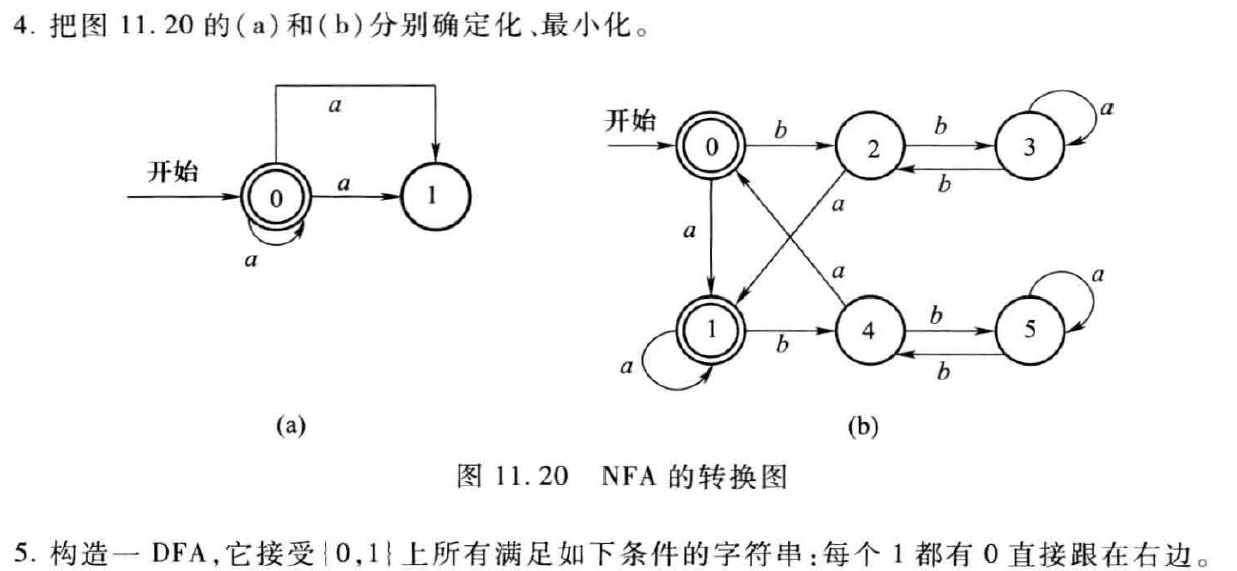 4. 把图 11.20 的(a)和(b)分别确定化、最小化。
a
开始
0
a
1
a
(a)
开始
0
b
2
b
3
a
b
a
a
a
1
b
4
b
5
a
b
a
(b)
图 11.20 NFA 的转换图
5. 构造一 DFA,它接受{0,1}上所有满足如下条件的字符串:每个 1 都有 0 直接跟在右边。